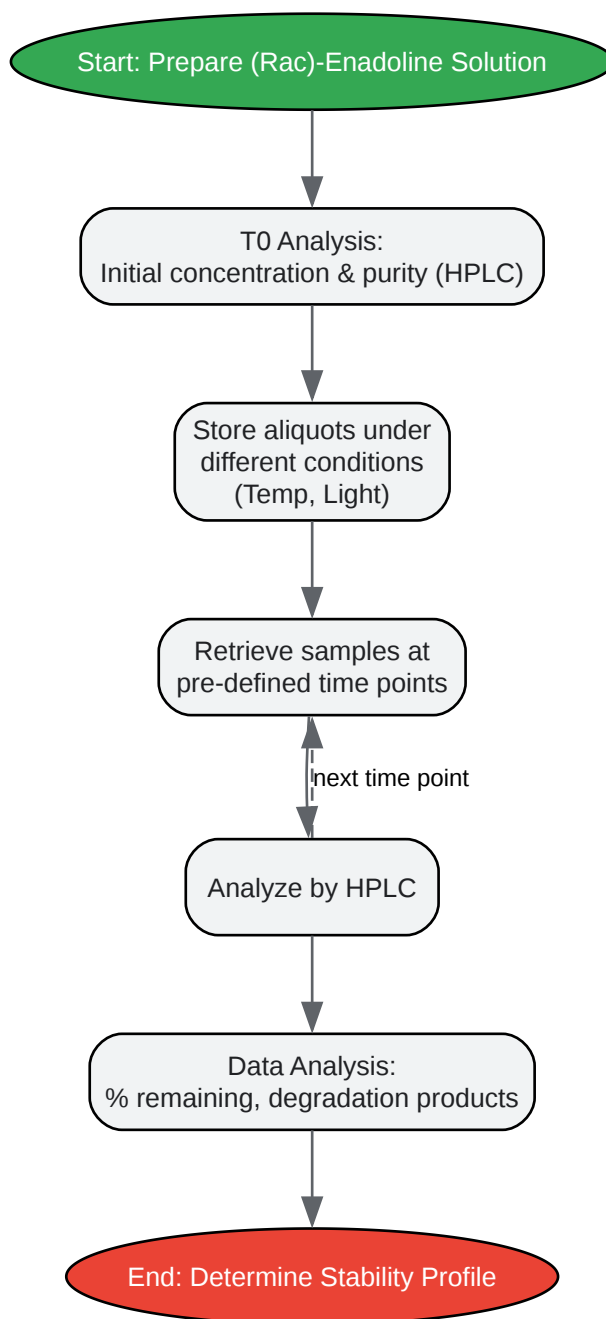 Start: Prepare (Rac)-Enadoline Solution
T0 Analysis:
Initial concentration & purity (HPLC)
Store aliquots under
different conditions
(Temp, Light)
Retrieve samples at
pre-defined time points
next time point
Analyze by HPLC
Data Analysis:
% remaining, degradation products
End: Determine Stability Profile